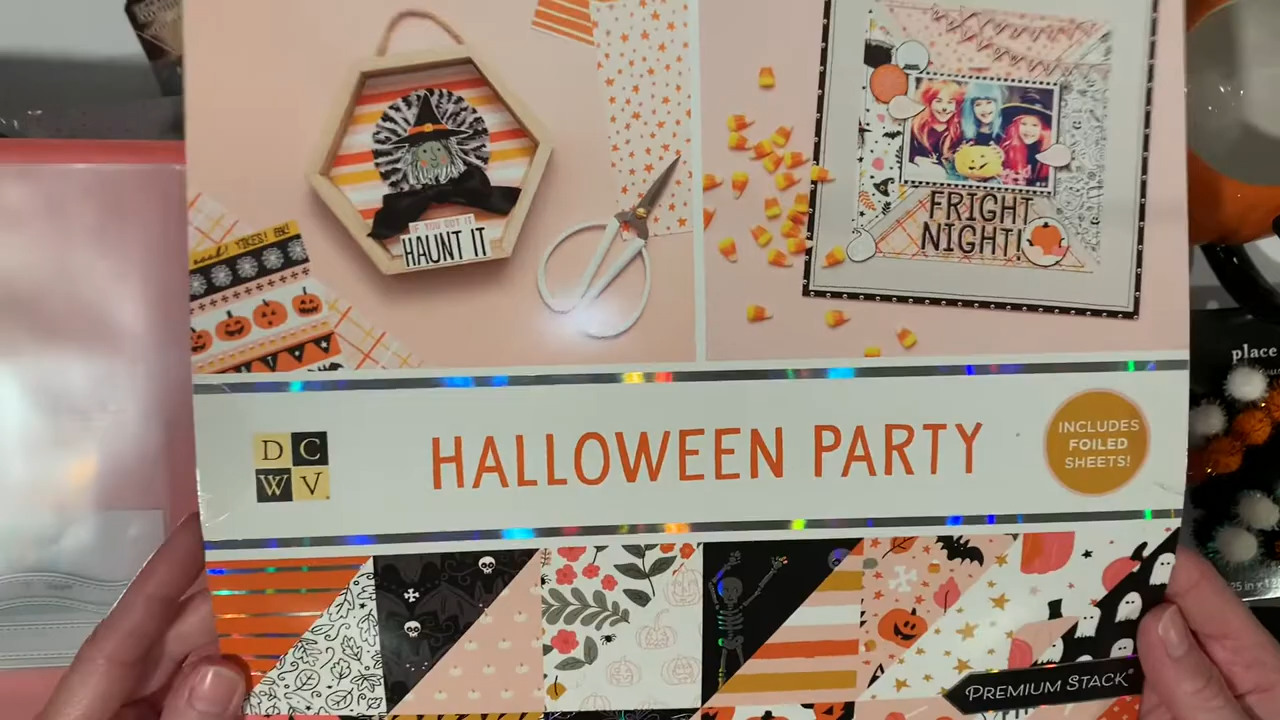 YIKES! EEK!
IF YOU GOT IT
HAUNT IT
FRIGHT
NIGHT!
place
D C
W V
HALLOWEEN PARTY
INCLUDES
FOILED
SHEETS!
PREMIUM STACK